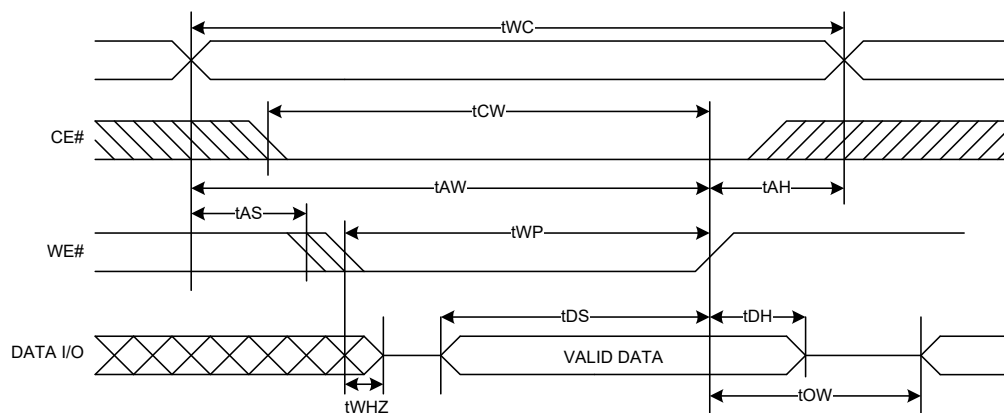 tWC
tCW
CE#
tAW
tAH
tAS
tWP
WE#
tDS
tDH
DATA I/O
VALID DATA
tWHZ
tOW